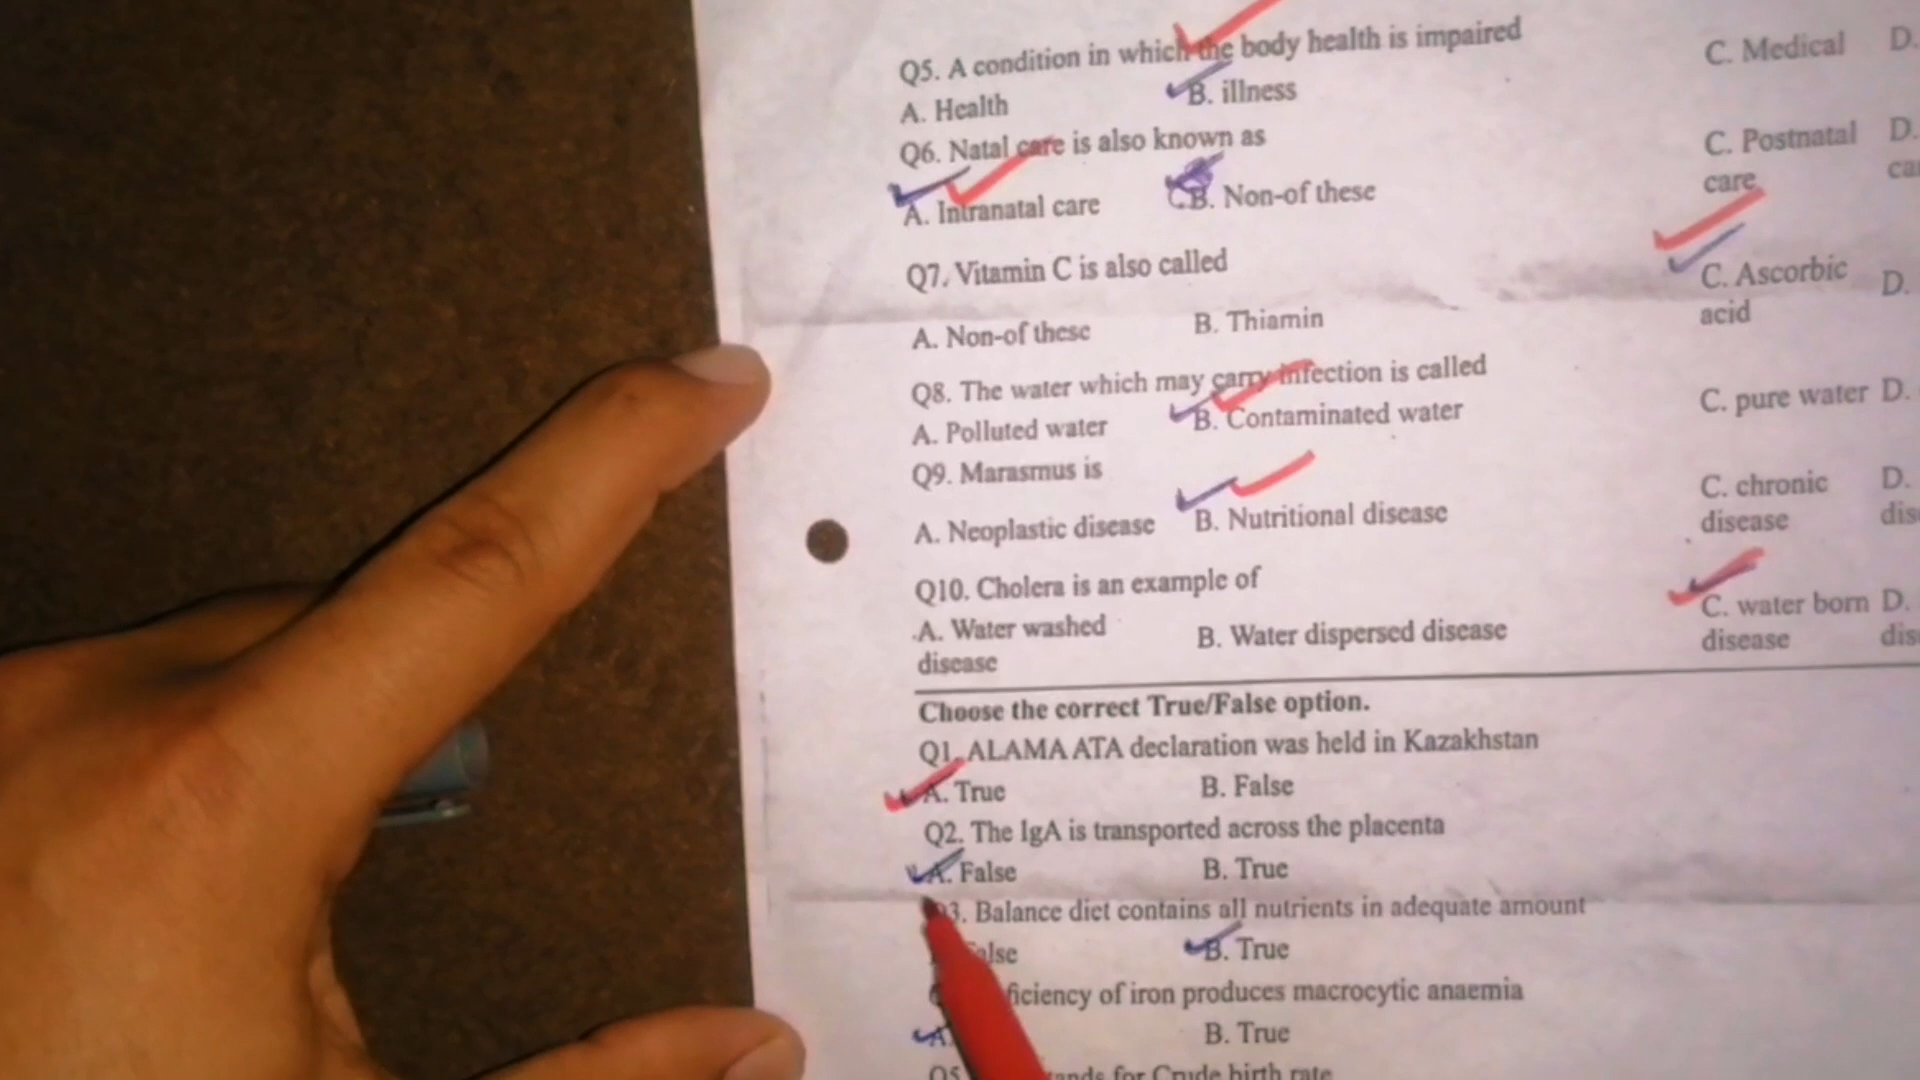 Q5. A condition in which the body health is impaired
A. Health B. illness C. Medical D.
Q6. Natal care is also known as
A. Intranatal care B. Non-of these C. Postnatal care D.
Q7. Vitamin C is also called
A. Non-of these B. Thiamin C. Ascorbic acid D.
Q8. The water which may carry infection is called
A. Polluted water B. Contaminated water C. pure water D.
Q9. Marasmus is
A. Neoplastic disease B. Nutritional disease C. chronic disease D.
Q10. Cholera is an example of
A. Water washed disease B. Water dispersed disease C. water born disease D.
Choose the correct True/False option.
Q1. ALAMA ATA declaration was held in Kazakhstan
A. True B. False
Q2. The IgA is transported across the placenta
A. False B. True
Q3. Balance diet contains all nutrients in adequate amount
B. True
of iron produces macrocytic anaemia
A. B. True
Q5 for Crude birth rate